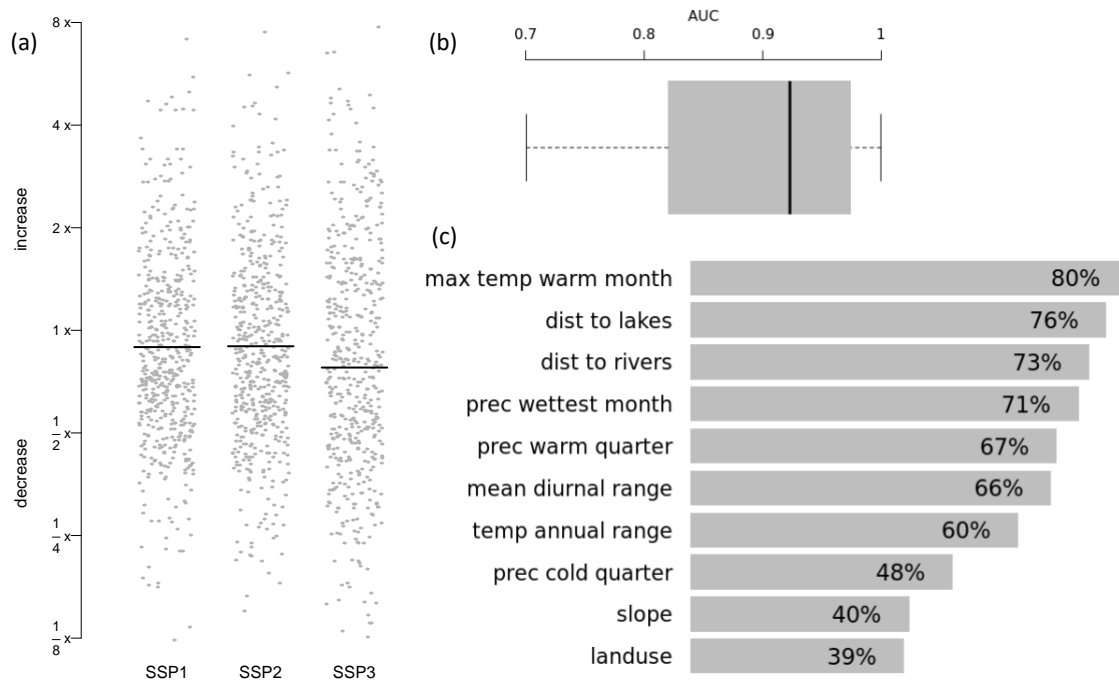 (a)
8 x
4 x
2 x
1 x
1/2 x
1/4 x
1/8 x
increase
decrease
SSP1 SSP2 SSP3
(b)
AUC
0.7 0.8 0.9 1
(c)
max temp warm month 80%
dist to lakes 76%
dist to rivers 73%
prec wettest month 71%
prec warm quarter 67%
mean diurnal range 66%
temp annual range 60%
prec cold quarter 48%
slope 40%
landuse 39%